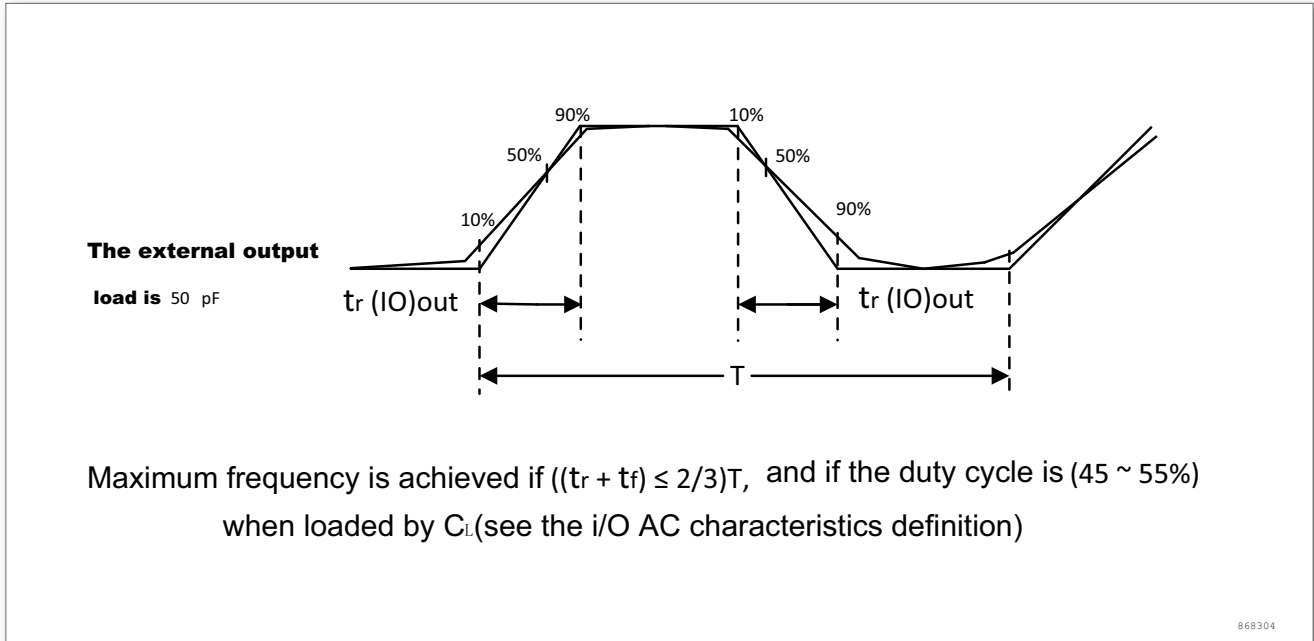 90%
10%
50%
50%
10%
90%
The external output
load is 50 pF
tr (IO)out
tr (IO)out
T
Maximum frequency is achieved if ((tr + tf) ≤ 2/3)T, and if the duty cycle is (45 ~ 55%)
when loaded by CL(see the i/O AC characteristics definition)
868304